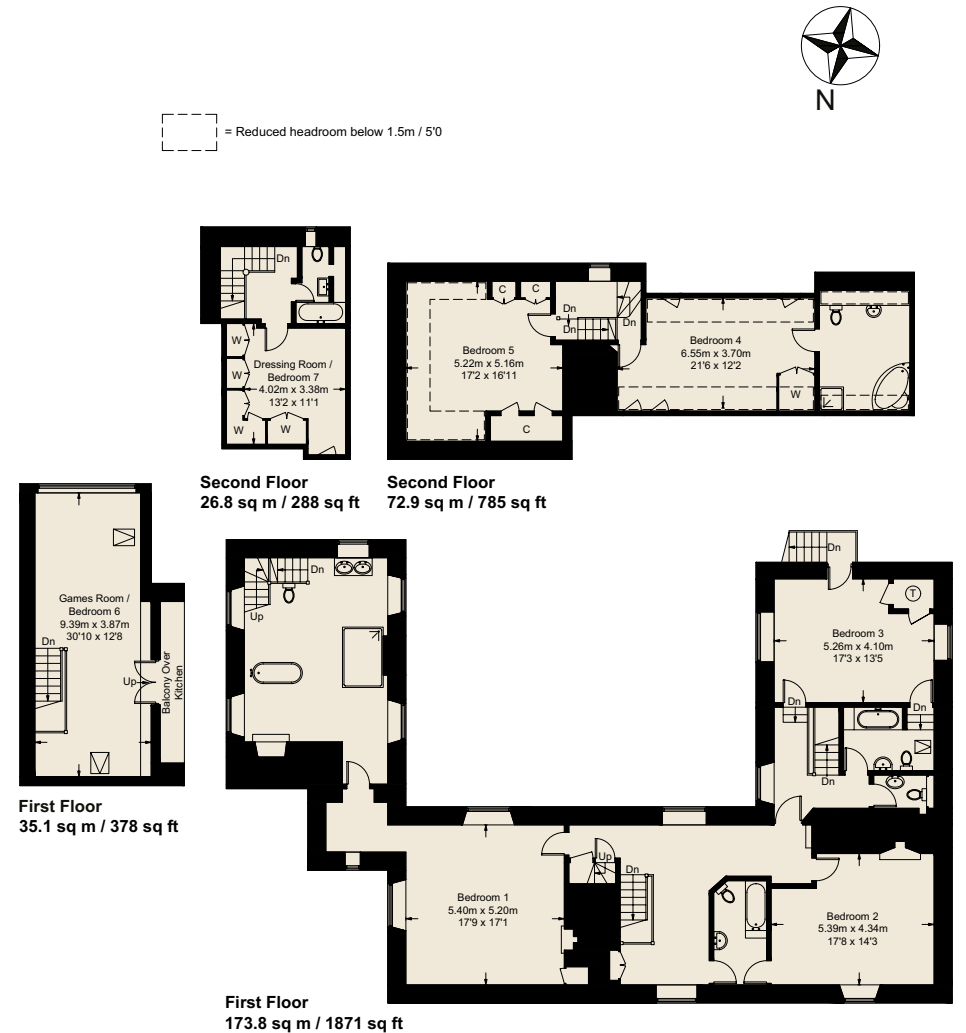 N
= Reduced headroom below 1.5m / 5'0
Dn
W
W
W
W
Dressing Room /
Bedroom 7
4.02m x 3.38m
13'2 x 11'1
Second Floor
26.8 sq m / 288 sq ft
C
C
Dn
Dn
Dn
Bedroom 5
5.22m x 5.16m
17'2 x 16'11
C
Bedroom 4
6.55m x 3.70m
21'6 x 12'2
W
Second Floor
72.9 sq m / 785 sq ft
Games Room /
Bedroom 6
9.39m x 3.87m
30'10 x 12'8
Dn
Up
Balcony Over
Kitchen
First Floor
35.1 sq m / 378 sq ft
Dn
Up
Dn
T
Bedroom 3
5.26m x 4.10m
17'3 x 13'5
Dn
Dn
Dn
Up
Dn
Bedroom 1
5.40m x 5.20m
17'9 x 17'1
Bedroom 2
5.39m x 4.34m
17'8 x 14'3
First Floor
173.8 sq m / 1871 sq ft